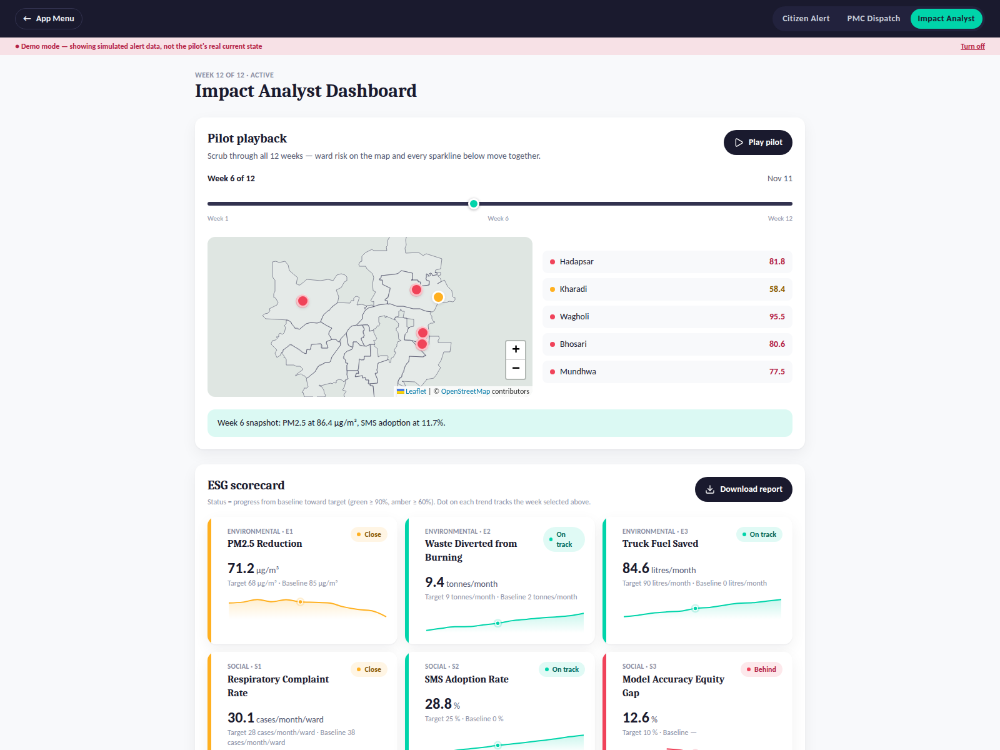 ← App Menu
Citizen Alert
PMC Dispatch
Impact Analyst
Demo mode — showing simulated alert data, not the pilot's real current state
Turn off
WEEK 12 OF 12 · ACTIVE
Impact Analyst Dashboard
Pilot playback
Play pilot
Scrub through all 12 weeks — ward risk on the map and every sparkline below move together.
Week 6 of 12
Nov 11
Week 1
Week 6
Week 12
Hadapsar 81.8
Kharadi 58.4
Wagholi 95.5
Bhosari 80.6
Mundhwa 77.5
+
−
Leaflet | © OpenStreetMap contributors
Week 6 snapshot: PM2.5 at 86.4 µg/m³, SMS adoption at 11.7%.
ESG scorecard
Download report
Status = progress from baseline toward target (green ≥ 90%, amber ≥ 60%). Dot on each trend tracks the week selected above.
ENVIRONMENTAL · E1
Close
PM2.5 Reduction
71.2 µg/m³
Target 68 µg/m³ · Baseline 85 µg/m³
ENVIRONMENTAL · E2
On
track
Waste Diverted from
Burning
9.4 tonnes/month
Target 9 tonnes/month · Baseline 2 tonnes/month
ENVIRONMENTAL · E3
On track
Truck Fuel Saved
84.6 litres/month
Target 90 litres/month · Baseline 0 litres/month
SOCIAL · S1
Close
Respiratory Complaint
Rate
30.1 cases/month/ward
Target 28 cases/month/ward · Baseline 38
cases/month/ward
SOCIAL · S2
On track
SMS Adoption Rate
28.8 %
Target 25 % · Baseline 0 %
SOCIAL · S3
Behind
Model Accuracy Equity
Gap
12.6 %
Target 10 % · Baseline —